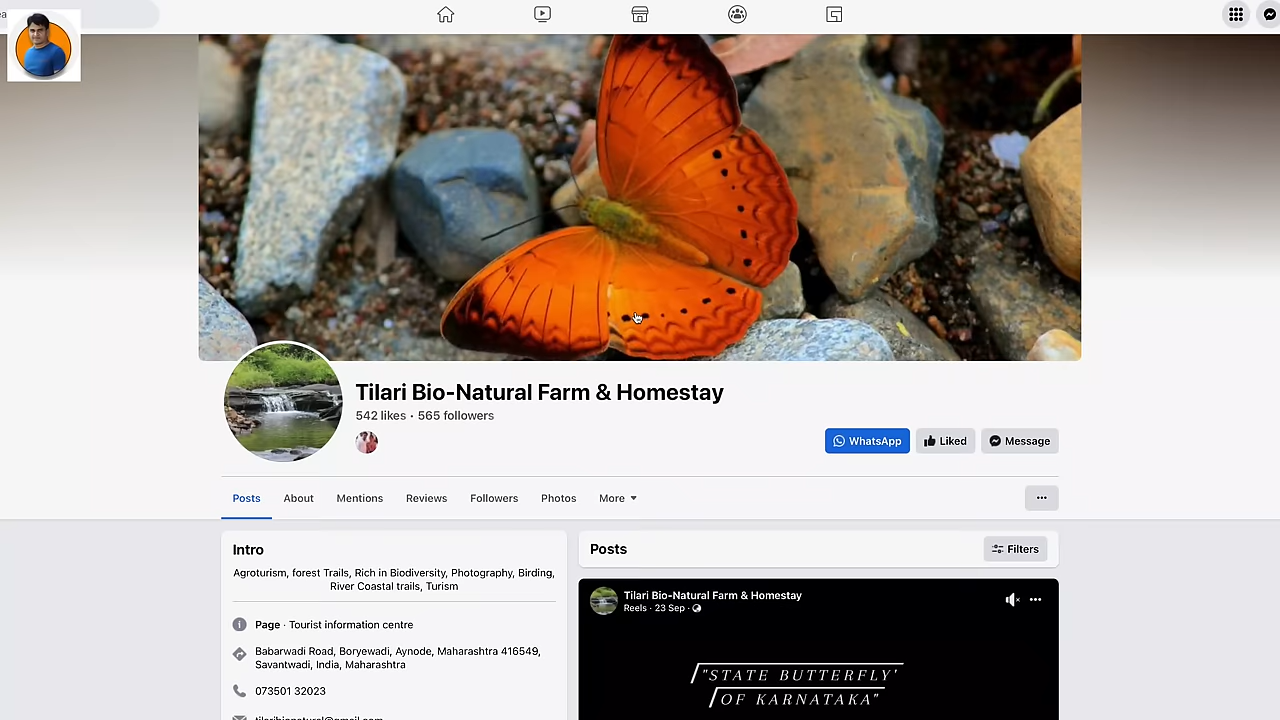 Tilari Bio-Natural Farm & Homestay
542 likes · 565 followers
WhatsApp
Liked
Message
Posts
About
Mentions
Reviews
Followers
Photos
More
Intro
Agroturism, forest Trails, Rich in Biodiversity, Photography, Birding,
River Coastal trails, Turism
Page · Tourist information centre
Babarwadi Road, Boryewadi, Aynode, Maharashtra 416549,
Savantwadi, India, Maharashtra
073501 32023
Posts
Filters
Tilari Bio-Natural Farm & Homestay
Reels · 23 Sep ·
"STATE BUTTERFLY'
OF KARNATAKA"